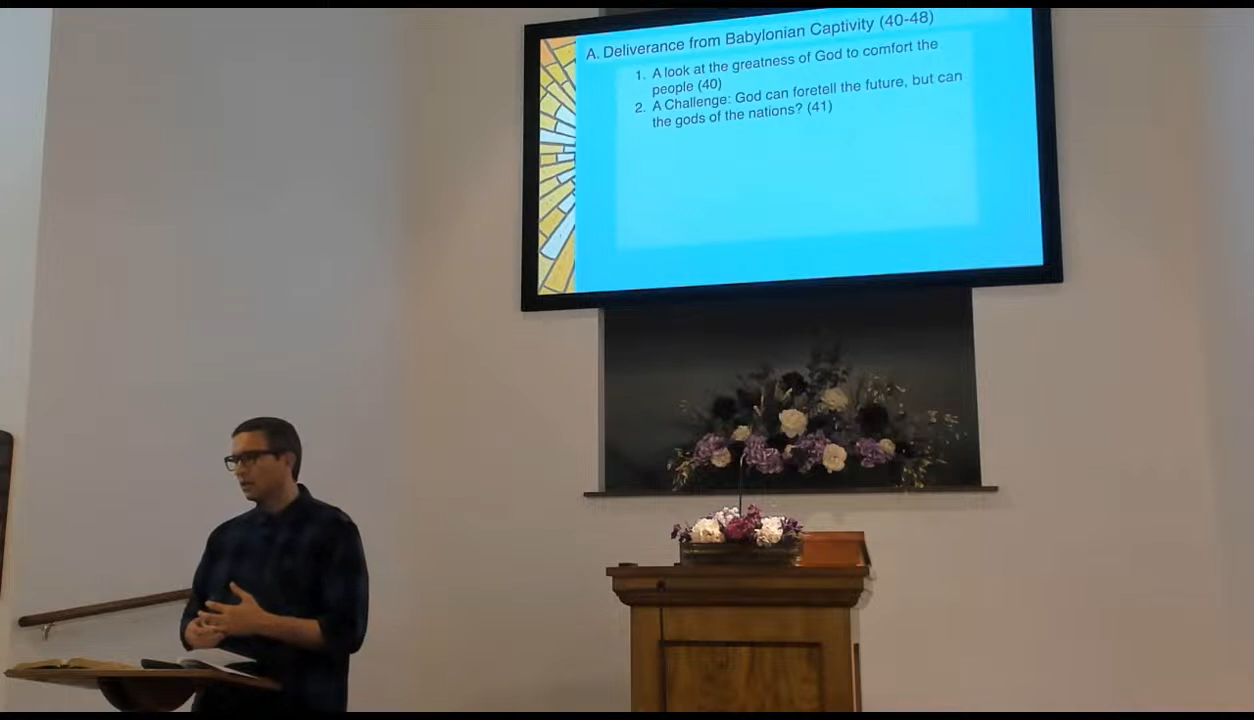 A. Deliverance from Babylonian Captivity (40-48)
1. A look at the greatness of God to comfort the
people (40)
2. A Challenge: God can foretell the future, but can
the gods of the nations? (41)